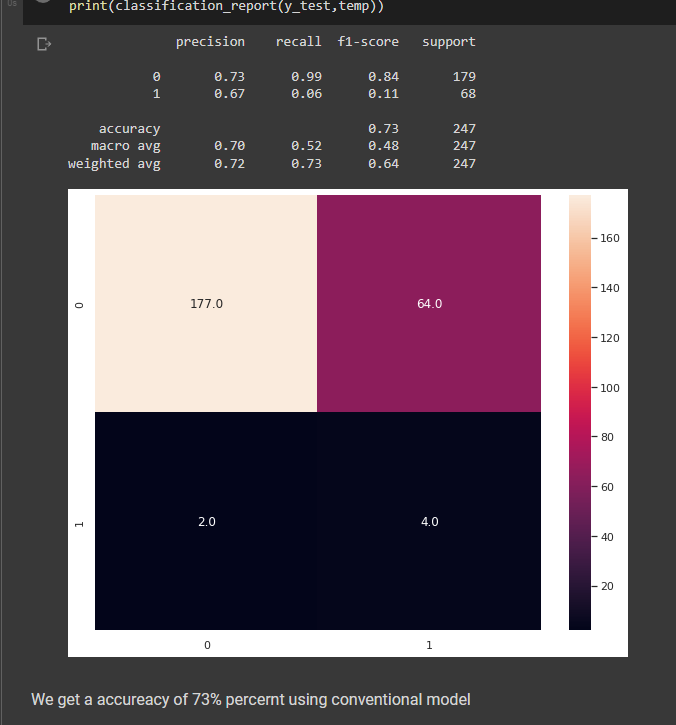 0s
print(classification_report(y_test,temp))
precision recall f1-score support
0 0.73 0.99 0.84 179
1 0.67 0.06 0.11 68
accuracy 0.73 247
macro avg 0.70 0.52 0.48 247
weighted avg 0.72 0.73 0.64 247
160
0 177.0 64.0
140
120
100
80
60
1 2.0 4.0
40
20
0 1
We get a accureacy of 73% percernt using conventional model